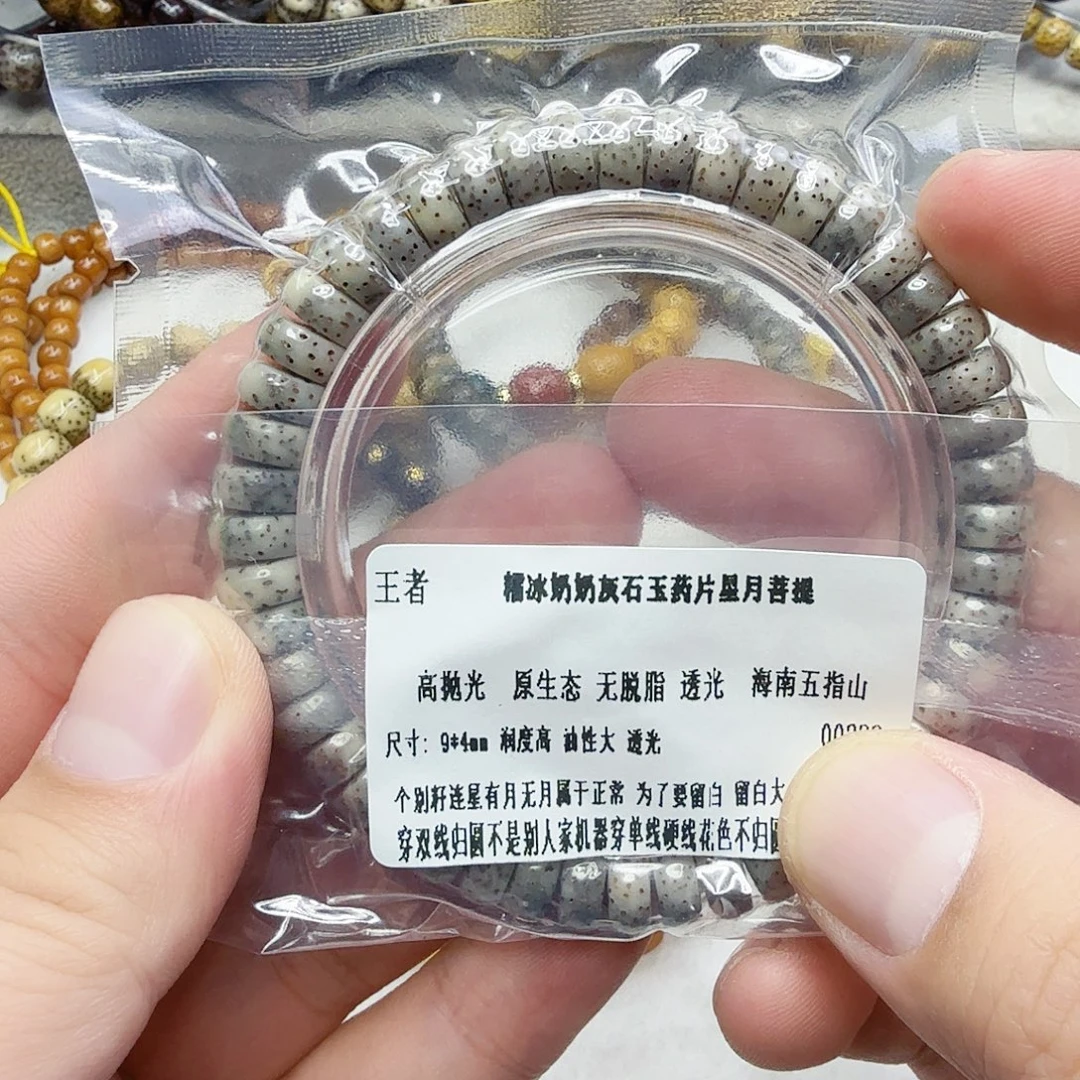 王者 糯冰奶奶灰石玉药片星月菩提
高抛光 原生态 无脱脂 透光 海南五指山
尺寸: 9*4mm 润度高 油性大 透光
个别籽连星有月无月属于正常 为了要留白 留白大
穿双线归圆不是别人家机器穿单线硬线花色不归圆